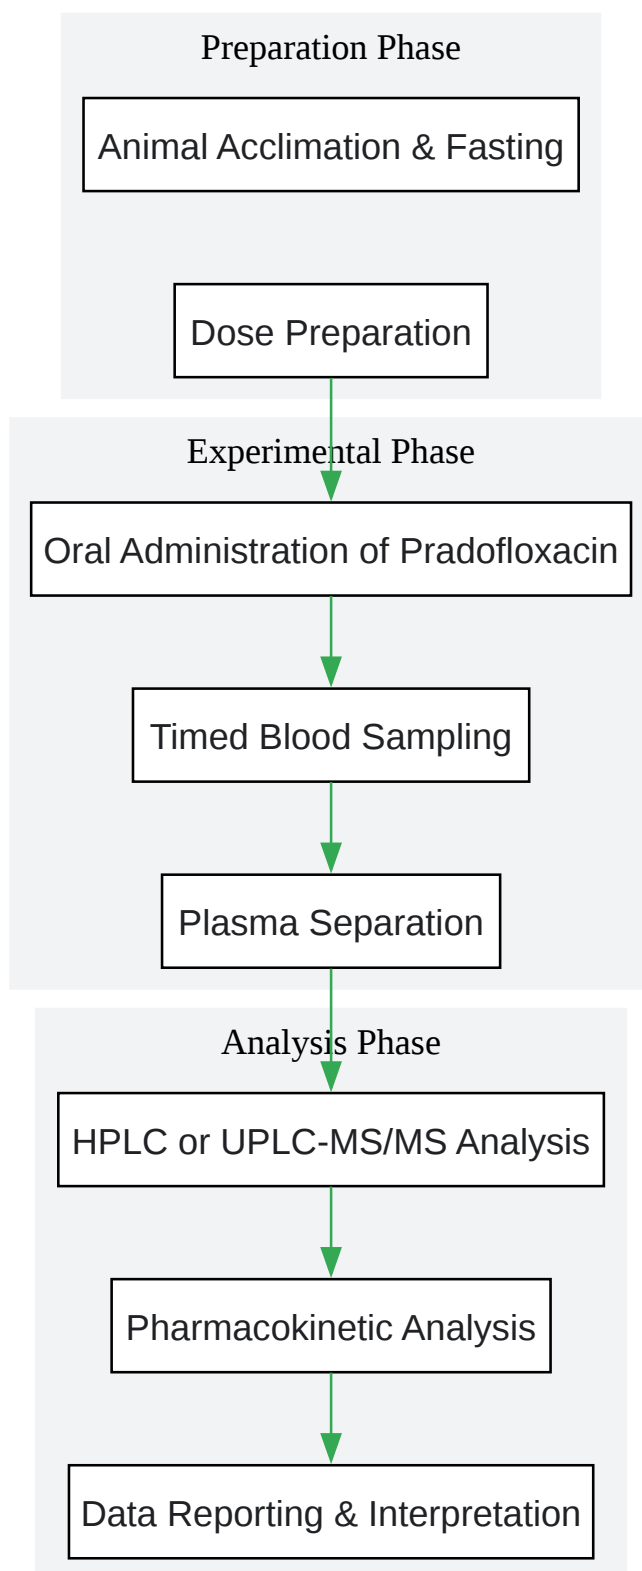 Preparation Phase
Animal Acclimation & Fasting
Dose Preparation
Experimental Phase
Oral Administration of Pradofloxacin
Timed Blood Sampling
Plasma Separation
Analysis Phase
HPLC or UPLC-MS/MS Analysis
Pharmacokinetic Analysis
Data Reporting & Interpretation